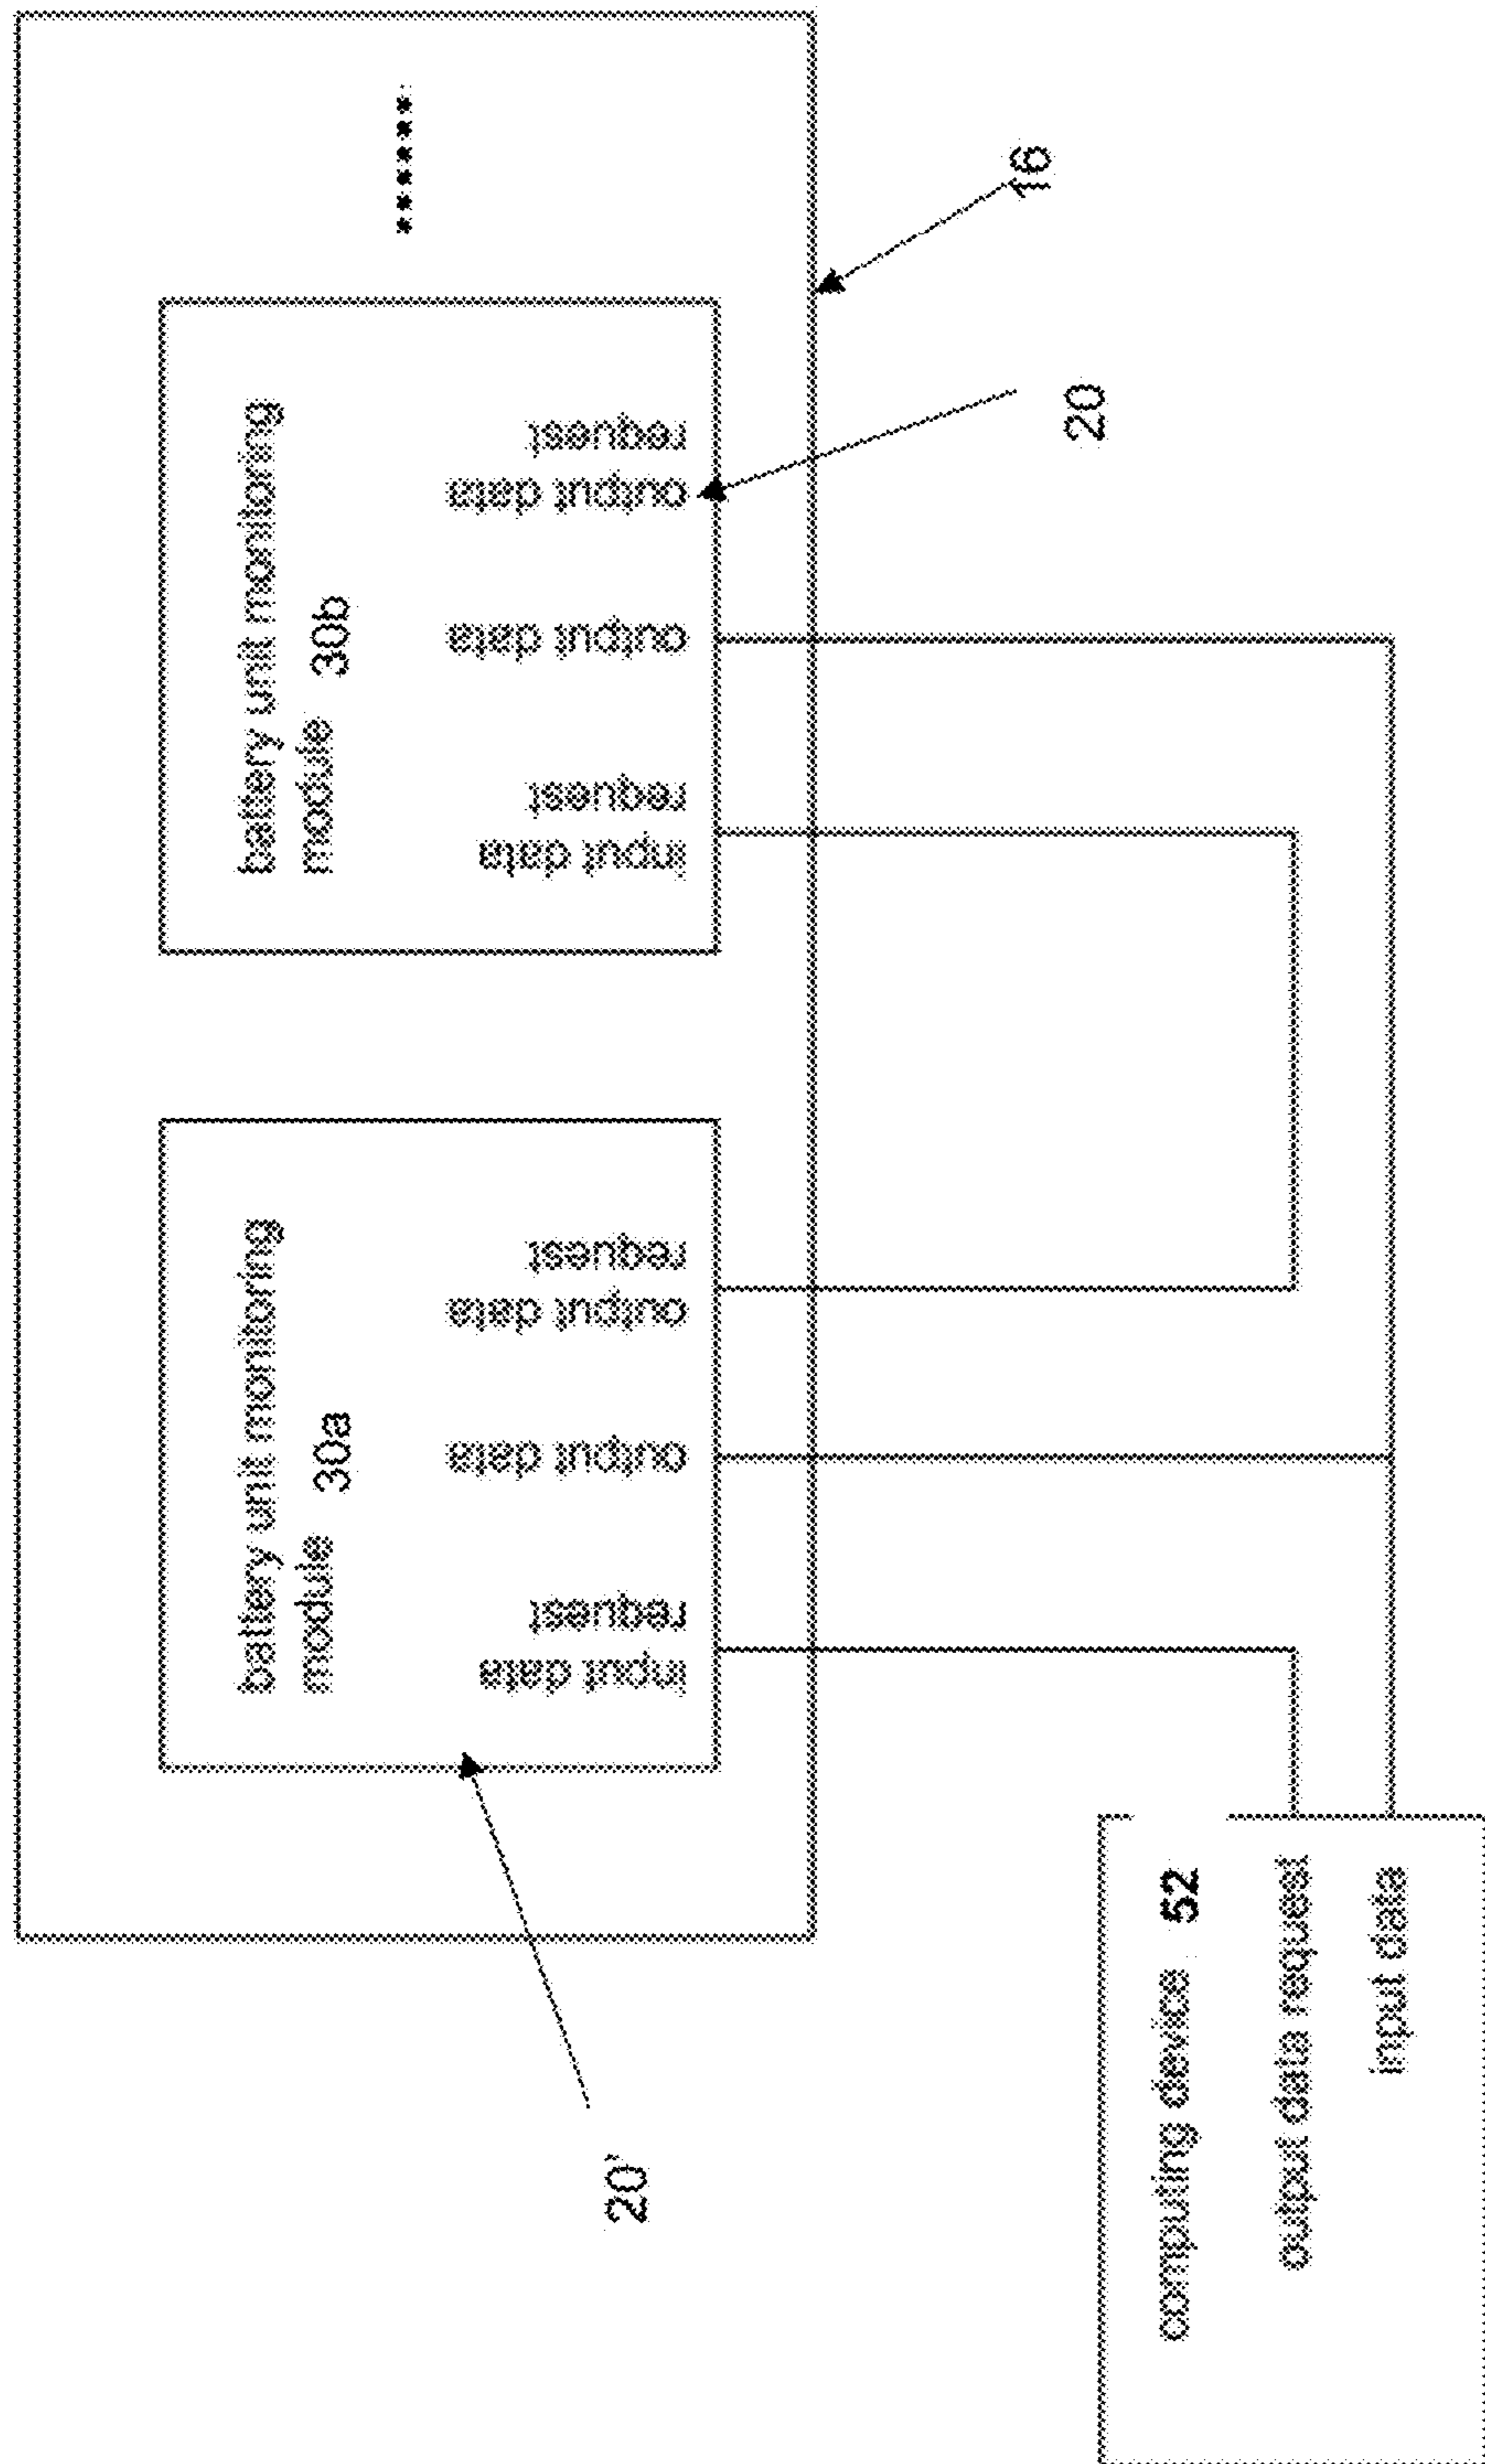 battery unit monitoring
module 30a
input data
request
output data
output data
request
battery unit monitoring
module 30b
input data
request
output data
output data
request
20'
20
16
computing device 52
output data request
input data